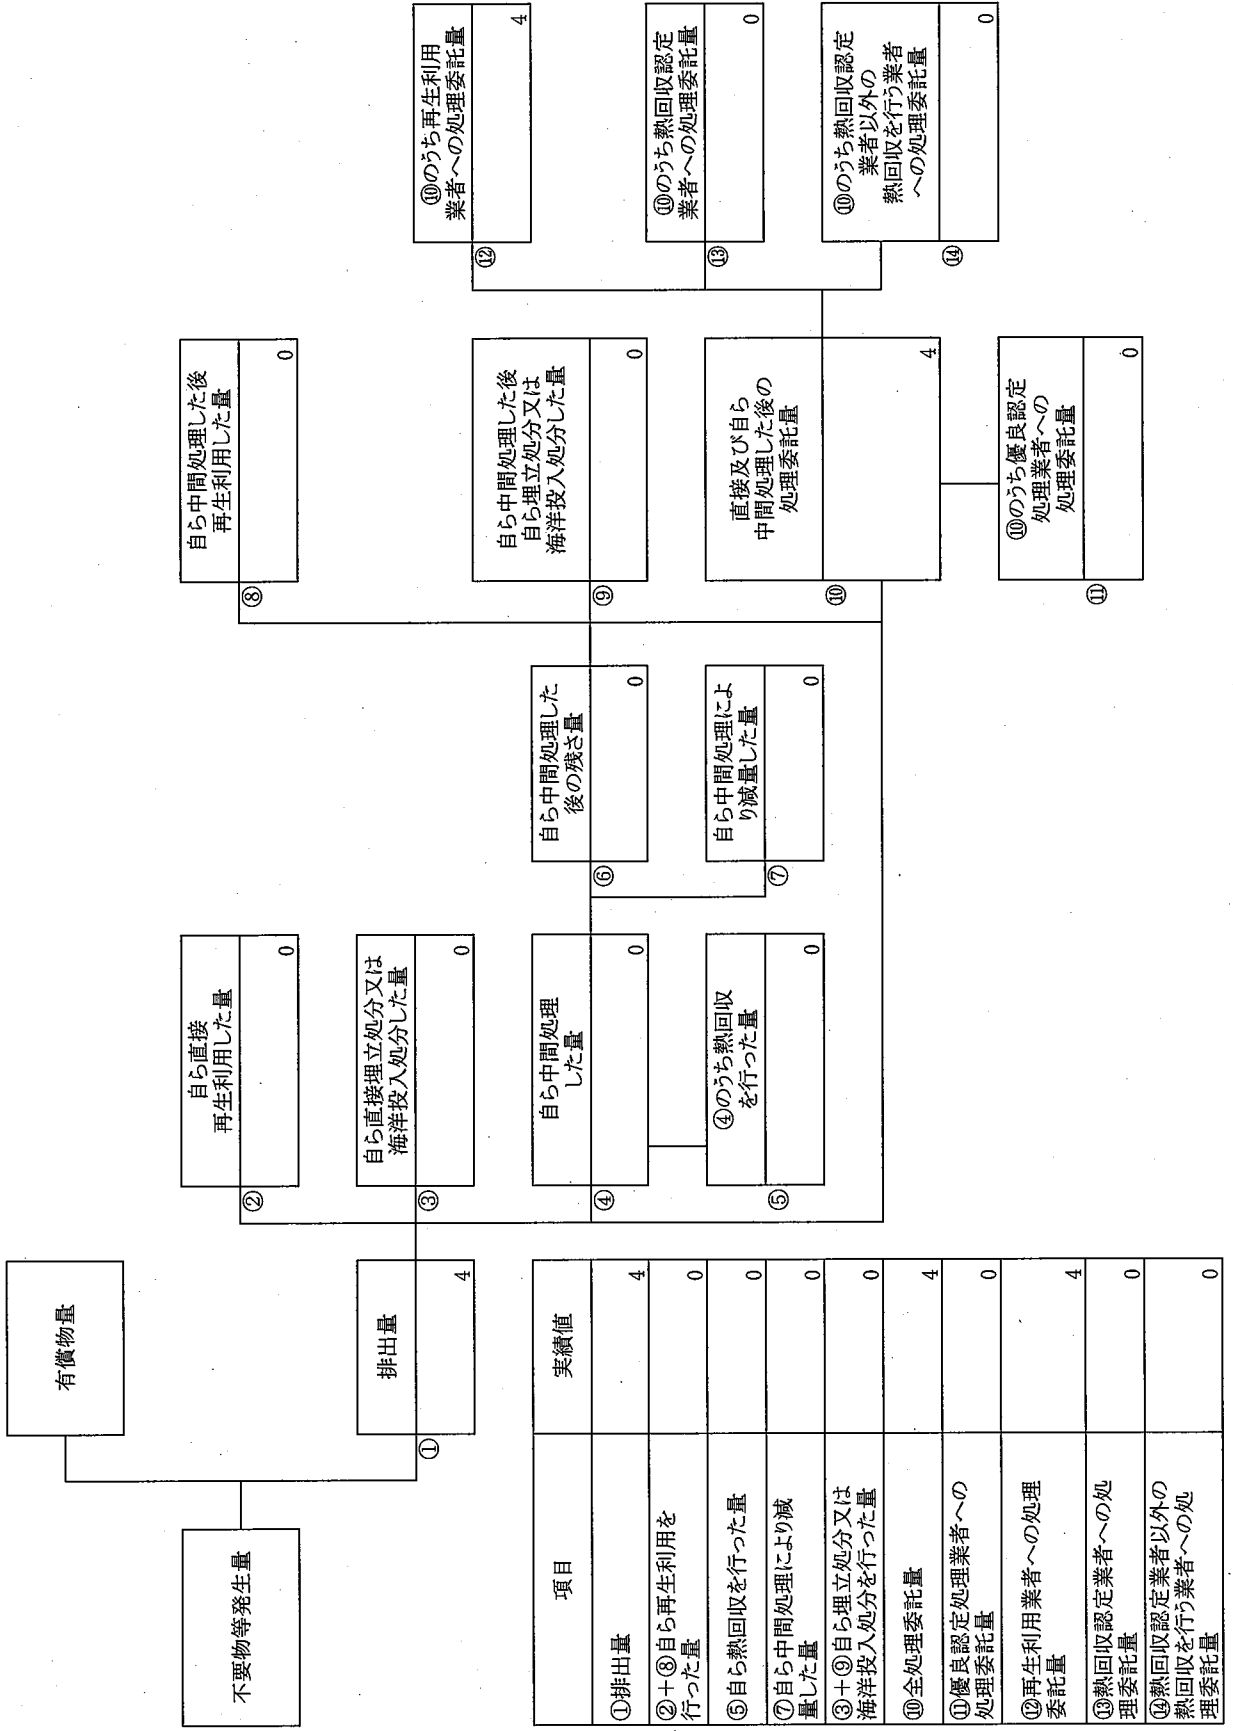 不要物等発生量
有償物量
①
排出量
4
②
自ら直接
再生利用した量
0
③
自ら直接埋立処分又は
海洋投入処分した量
0
④
自ら中間処理
した量
0
⑤
④のうち熱回収
を行った量
0
⑥
自ら中間処理した
後の残さ量
0
⑦
自ら中間処理によ
り減量した量
0
⑧
自ら中間処理した後
再生利用した量
0
⑨
自ら中間処理した後
自ら埋立処分又は
海洋投入処分した量
0
⑩
直接及び自ら
中間処理した後の
処理委託量
4
⑪
⑩のうち優良認定
処理業者への
処理委託量
0
⑫
⑩のうち再生利用
業者への処理委託量
4
⑬
⑩のうち熱回収認定
業者への処理委託量
0
⑭
⑩のうち熱回収認定
業者以外の
熱回収を行う業者
への処理委託量
0
項目
実績値
①排出量
4
②+⑧自ら再生利用を
行った量
0
⑤自ら熱回収を行った量
0
⑦自ら中間処理により減
量した量
0
③+⑨自ら埋立処分又は
海洋投入処分を行った量
0
⑩全処理委託量
4
⑪優良認定処理業者への
処理委託量
0
⑫再生利用業者への処理
委託量
4
⑬熱回収認定業者への処
理委託量
0
⑭熱回収認定業者以外の
熱回収を行う業者への処
理委託量
0